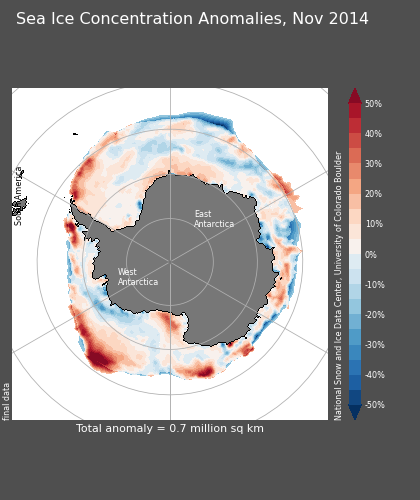 Sea Ice Concentration Anomalies, Nov 2014
South America
East
Antarctica
West
Antarctica
final data
National Snow and Ice Data Center, University of Colorado Boulder
50%
40%
30%
20%
10%
0%
-10%
-20%
-30%
-40%
-50%
Total anomaly = 0.7 million sq km